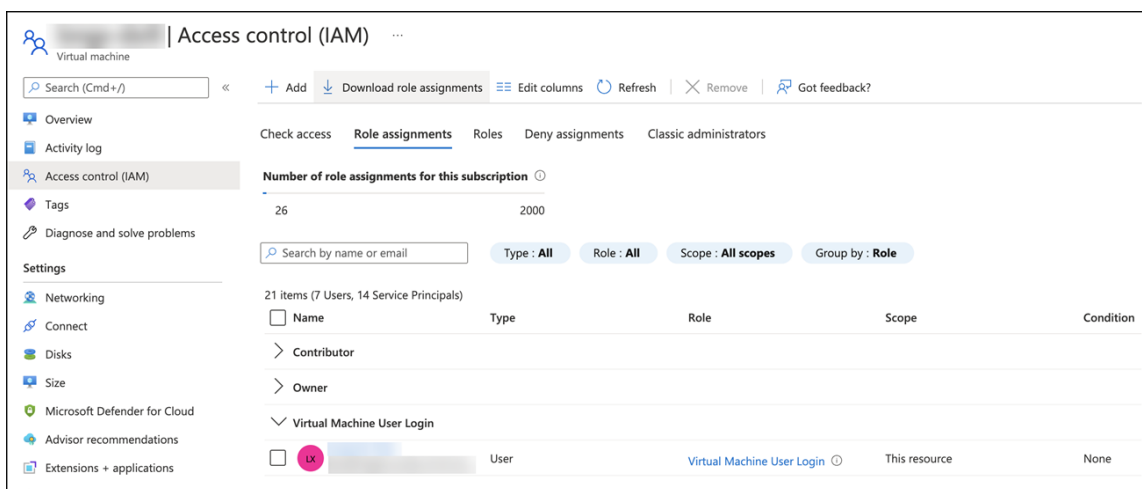 | Access control (IAM) ...
Virtual machine
Search (Cmd+/) «
Overview
Activity log
Access control (IAM)
Tags
Diagnose and solve problems
Settings
Networking
Connect
Disks
Size
Microsoft Defender for Cloud
Advisor recommendations
Extensions + applications
+ Add Download role assignments Edit columns Refresh | Remove | Got feedback?
Check access Role assignments Roles Deny assignments Classic administrators
Number of role assignments for this subscription
26 2000
Search by name or email Type : All Role : All Scope : All scopes Group by : Role
21 items (7 Users, 14 Service Principals)
Name Type Role Scope Condition
Contributor
Owner
Virtual Machine User Login
LX User Virtual Machine User Login This resource None